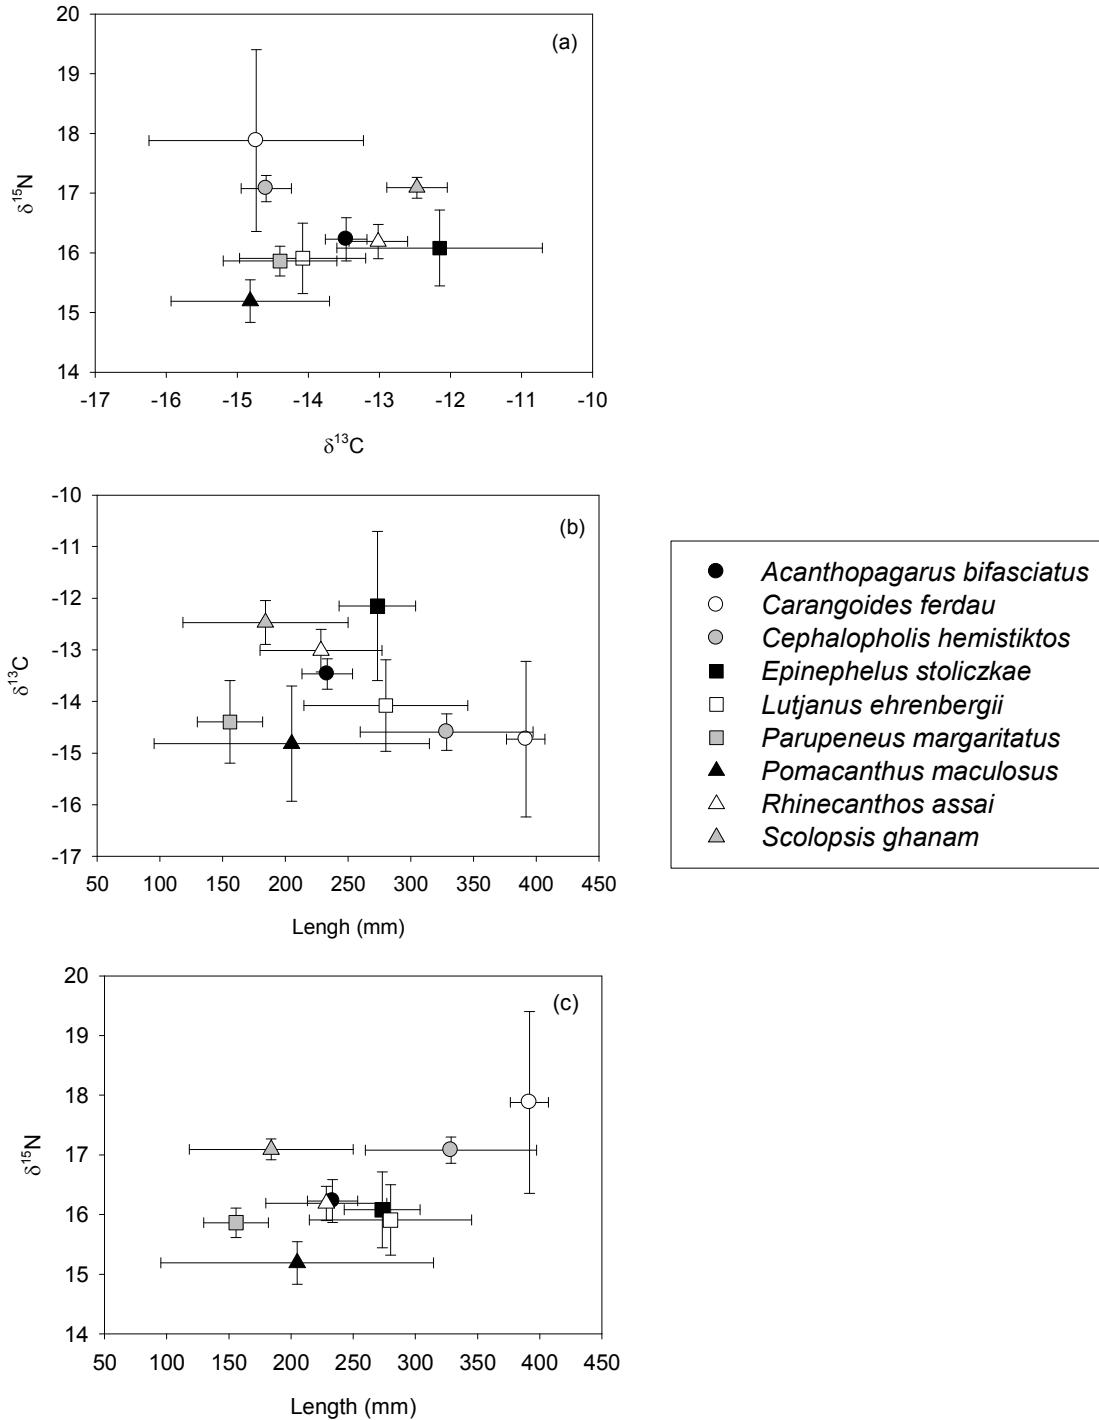 20
19
18
17
16
15
14
δ¹⁵N
(a)
-17 -16 -15 -14 -13 -12 -11 -10
δ¹³C
-10
-11
-12
-13
-14
-15
-16
-17
δ¹³C
(b)
50 100 150 200 250 300 350 400 450
Lengh (mm)
Acanthopagarus bifasciatus
Carangoides ferdau
Cephalopholis hemistiktos
Epinephelus stoliczkae
Lutjanus ehrenbergii
Parupeneus margaritatus
Pomacanthus maculosus
Rhinecanthos assai
Scolopsis ghanam
20
19
18
17
16
15
14
δ¹⁵N
(c)
50 100 150 200 250 300 350 400 450
Length (mm)